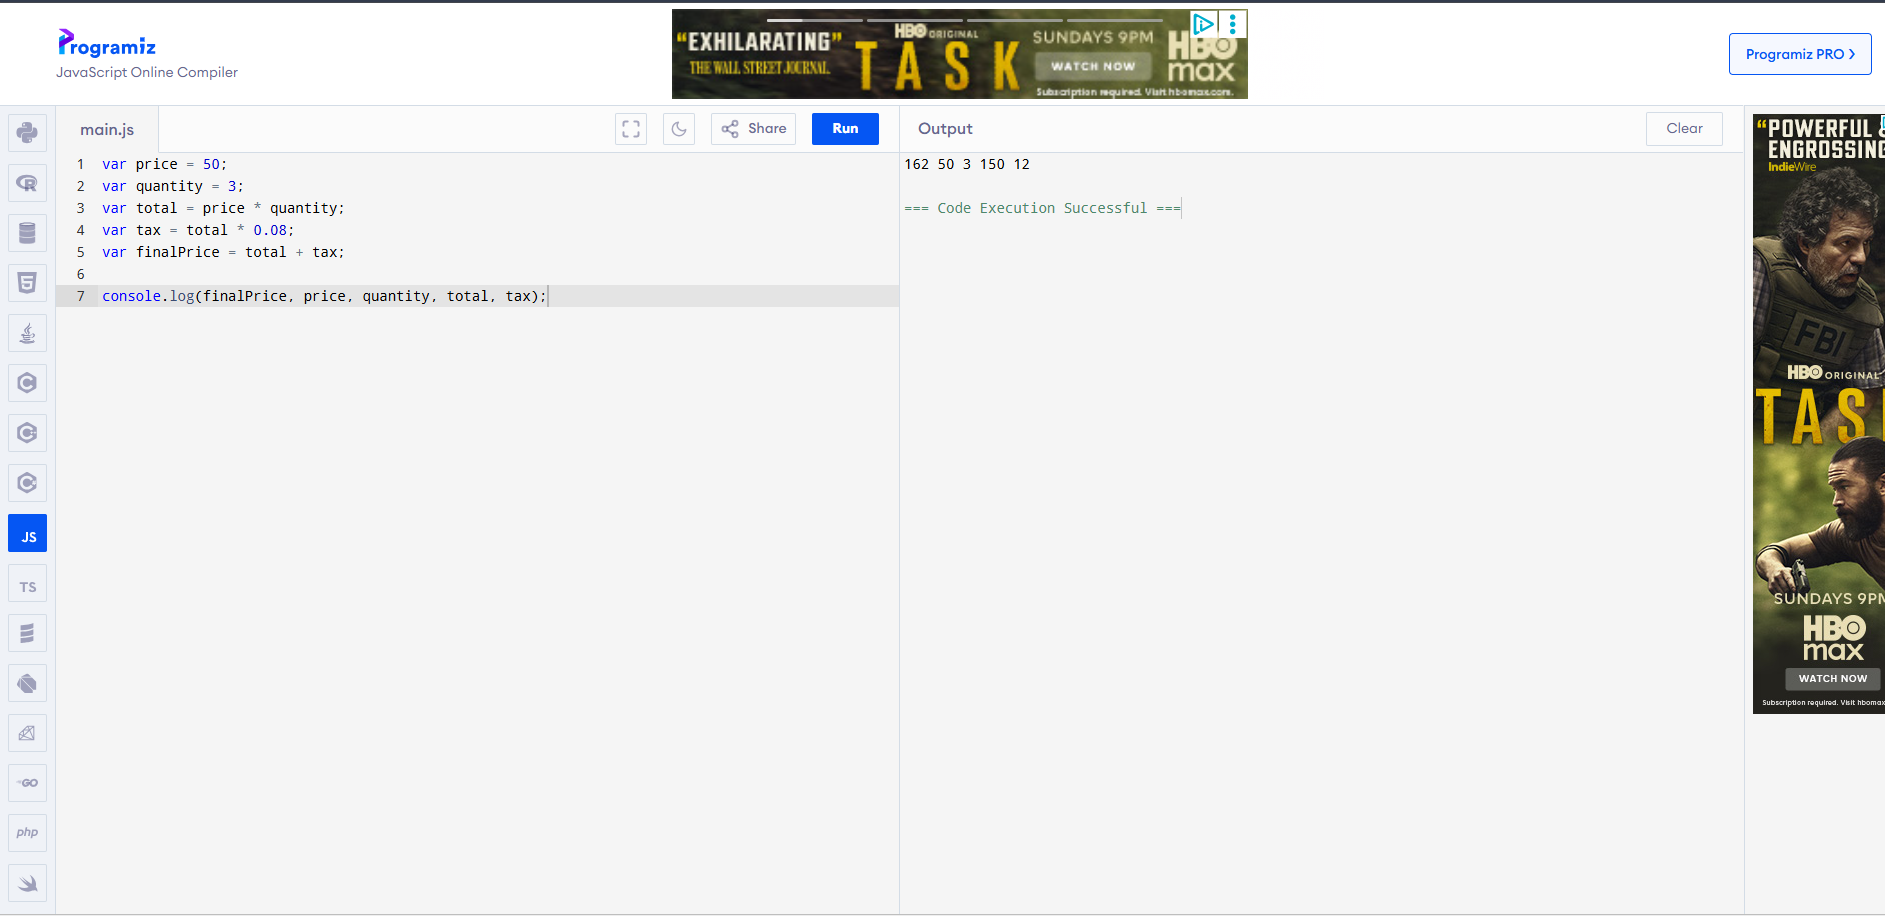 Programiz
JavaScript Online Compiler
"EXHILARATING"
THE WALL STREET JOURNAL
HBO ORIGINAL
TASK
SUNDAYS 9PM
WATCH NOW
HBO
max
Subscription required. Visit hbomax.com.
Programiz PRO
main.js
Share
Run
Output
Clear
1 var price = 50;
2 var quantity = 3;
3 var total = price * quantity;
4 var tax = total * 0.08;
5 var finalPrice = total + tax;
6
7 console.log(finalPrice, price, quantity, total, tax);
162 50 3 150 12
=== Code Execution Successful ===
R
5
C
C
C
JS
TS
GO
php
"POWERFUL &
ENGROSSING
IndieWire
FBI
HBO ORIGINAL
TASK
SUNDAYS 9PM
HBO
max
WATCH NOW
Subscription required. Visit hbomax